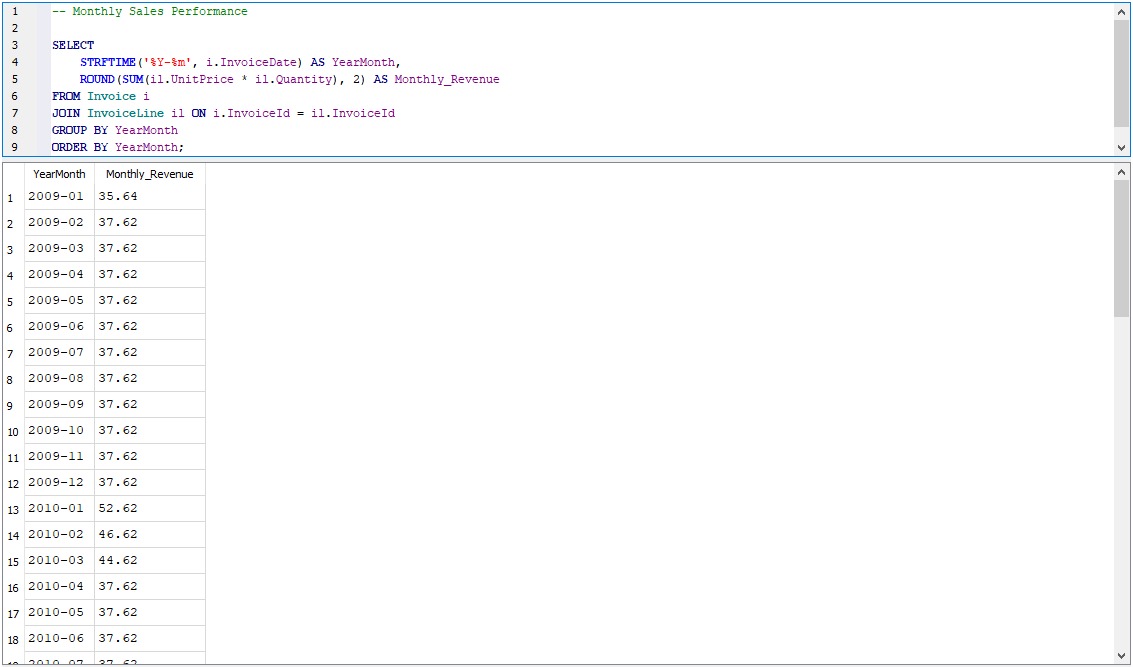 1 -- Monthly Sales Performance
2
3 SELECT
4 STRFTIME('%Y-%m', i.InvoiceDate) AS YearMonth,
5 ROUND(SUM(il.UnitPrice * il.Quantity), 2) AS Monthly_Revenue
6 FROM Invoice i
7 JOIN InvoiceLine il ON i.InvoiceId = il.InvoiceId
8 GROUP BY YearMonth
9 ORDER BY YearMonth;
YearMonth Monthly_Revenue
1 2009-01 35.64
2 2009-02 37.62
3 2009-03 37.62
4 2009-04 37.62
5 2009-05 37.62
6 2009-06 37.62
7 2009-07 37.62
8 2009-08 37.62
9 2009-09 37.62
10 2009-10 37.62
11 2009-11 37.62
12 2009-12 37.62
13 2010-01 52.62
14 2010-02 46.62
15 2010-03 44.62
16 2010-04 37.62
17 2010-05 37.62
18 2010-06 37.62
2010-07 37.62